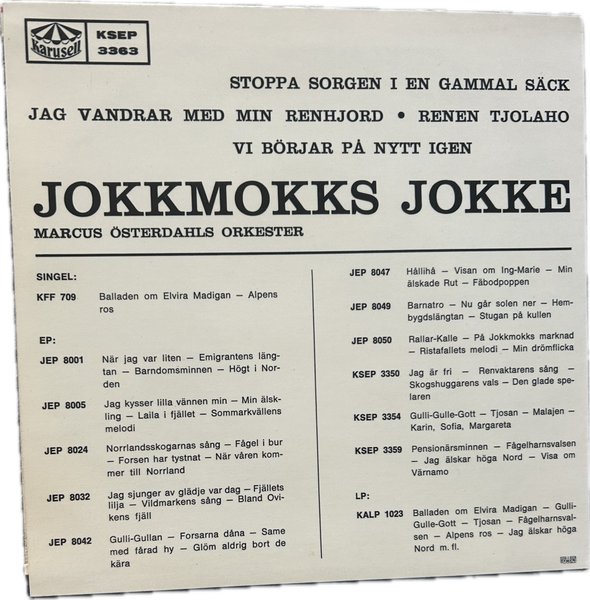 Karusell
KSEP
3363
STOPPA SORGEN I EN GAMMAL SÄCK
JAG VANDRAR MED MIN RENHJORD • RENEN TJOLAHO
VI BÖRJAR PÅ NYTT IGEN
JOKKMOKKS JOKKE
MARCUS ÖSTERDAHLS ORKESTER
SINGEL:
KFF 709 Balladen om Elvira Madigan – Alpens
ros
EP:
JEP 8001 När jag var liten – Emigrantens läng-
tan – Barndomsminnen – Högt i Nor-
den
JEP 8005 Jag kysser lilla vännen min – Min älsk-
ling – Laila i fjället – Sommarkvällens
melodi
JEP 8024 Norrlandsskogarnas sång – Fågel i bur
– Forsen har tystnat – När våren kom-
mer till Norrland
JEP 8032 Jag sjunger av glädje var dag – Fjällets
lilja – Vildmarkens sång – Bland Ovi-
kens fjäll
JEP 8042 Gulli-Gullan – Forsarna dåna – Same
med fårad hy – Glöm aldrig bort de
kära
JEP 8047 Hållihå – Visan om Ing-Marie – Min
älskade Rut – Fäbodpoppen
JEP 8049 Barnatro – Nu går solen ner – Hem-
bygdslängtan – Stugan på kullen
JEP 8050 Rallar-Kalle – På Jokkmokks marknad
– Ristafallets melodi – Min drömflicka
KSEP 3350 Jag är fri – Renvaktarens sång –
Skogshuggarens vals – Den glade spe-
laren
KSEP 3354 Gulli-Gulle-Gott – Tjosan – Malajen –
Karin, Sofia, Margareta
KSEP 3359 Pensionärsminnen – Fågelharnsvalsen
– Jag älskar höga Nord – Visa om
Värnamo
LP:
KALP 1023 Balladen om Elvira Madigan – Gulli-
Gulle-Gott – Tjosan – Fågelharnsval-
sen – Alpens ros – Jag älskar höga
Nord m. fl.